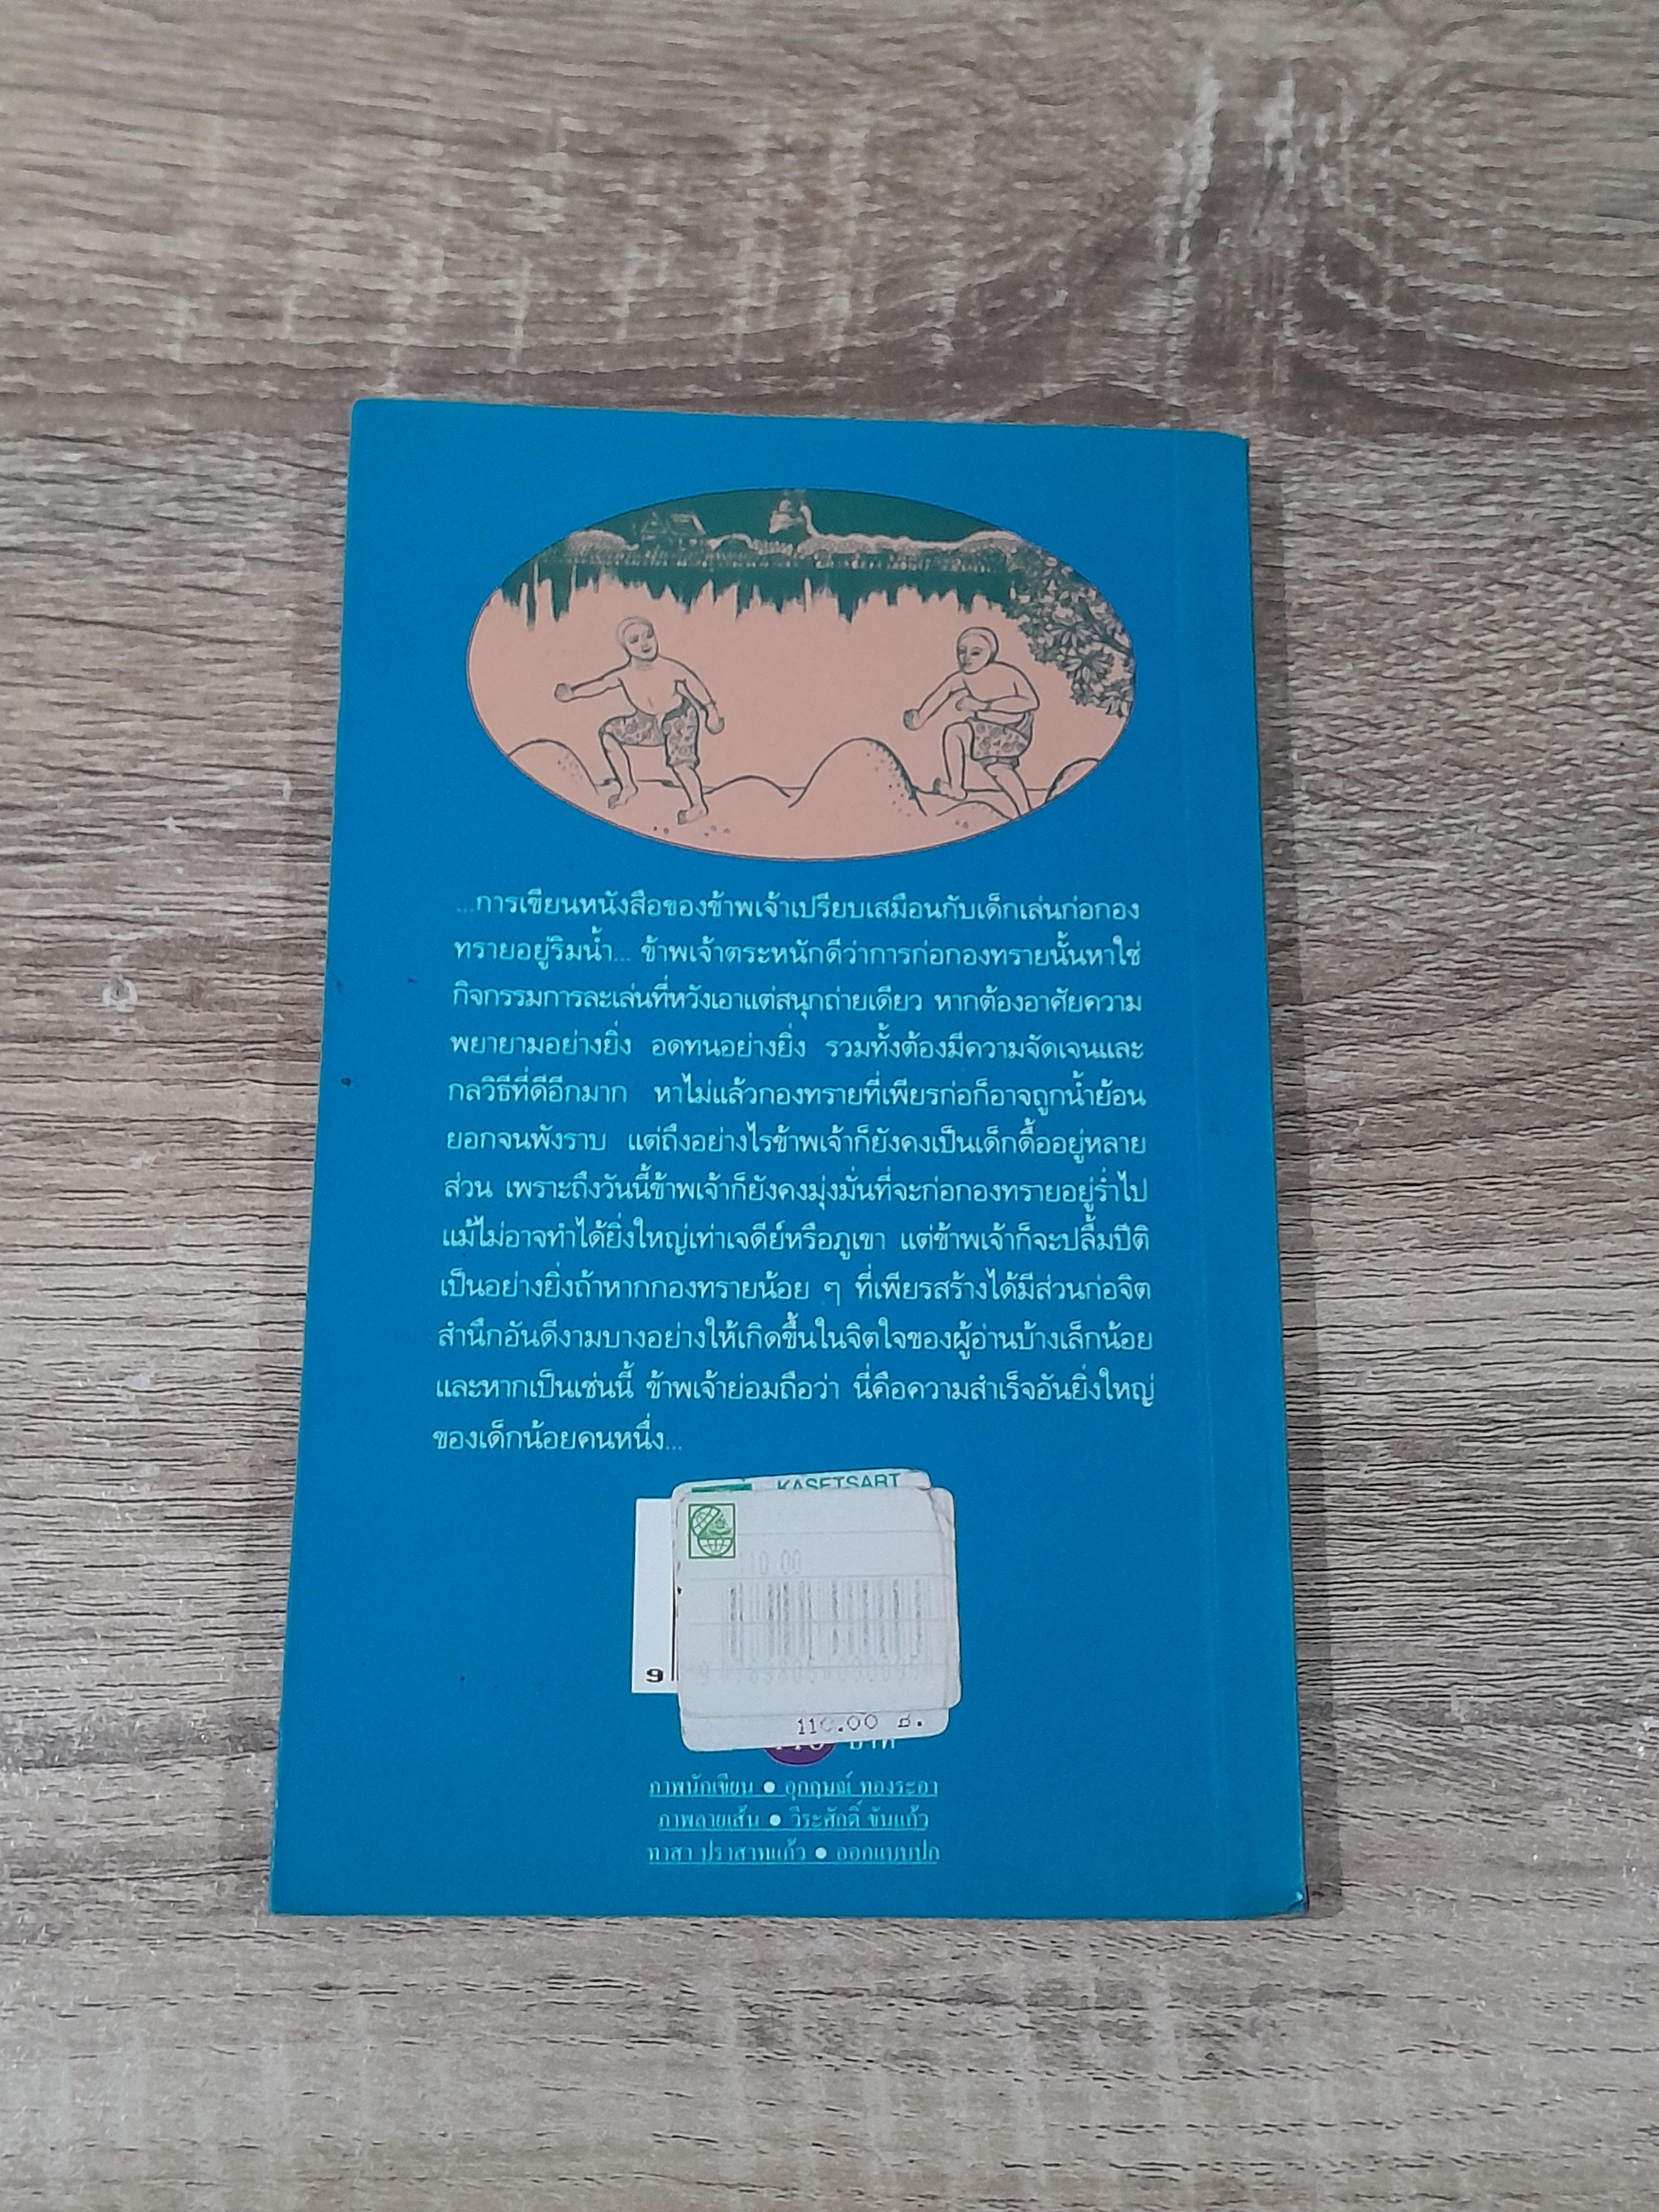 ...การเขียนหนังสือของข้าพเจ้าเปรียบเสมือนกับเด็กเล่นก่อกอง
ทรายอยู่ริมน้ำ... ข้าพเจ้าตระหนักดีว่าการก่อกองทรายนั้นหาใช่
กิจกรรมการละเล่นที่หวังเอาแต่สนุกถ่ายเดียว หากต้องอาศัยความ
พยายามอย่างยิ่ง อดทนอย่างยิ่ง รวมทั้งต้องมีความจัดเจนและ
กลวิธีที่ดีอีกมาก หาไม่แล้วกองทรายที่เพียรก่อก็อาจถูกน้ำย้อน
ยอกจนพังราบ แต่ถึงอย่างไรข้าพเจ้าก็ยังคงเป็นเด็กดื้ออยู่หลาย
ส่วน เพราะถึงวันนี้ข้าพเจ้าก็ยังคงมุ่งมั่นที่จะก่อกองทรายอยู่ร่ำไป
แม้ไม่อาจทำได้ยิ่งใหญ่เท่าเจดีย์หรือภูเขา แต่ข้าพเจ้าก็จะปลื้มปีติ
เป็นอย่างยิ่งถ้าหากกองทรายน้อย ๆ ที่เพียรสร้างได้มีส่วนก่อจิต
สำนึกอันดีงามบางอย่างให้เกิดขึ้นในจิตใจของผู้อ่านบ้างเล็กน้อย
และหากเป็นเช่นนี้ ข้าพเจ้าย่อมถือว่า นี่คือความสำเร็จอันยิ่งใหญ่
ของเด็กน้อยคนหนึ่ง...
KASETSART
110.00
9
110.00 บ.
บาท
ภาพนักเขียน ● อุกฤษณ์ ทองระอา
ภาพลายเส้น ● วีระศักดิ์ ขันแก้ว
ทาสา ปราสาทแก้ว ● ออกแบบปก